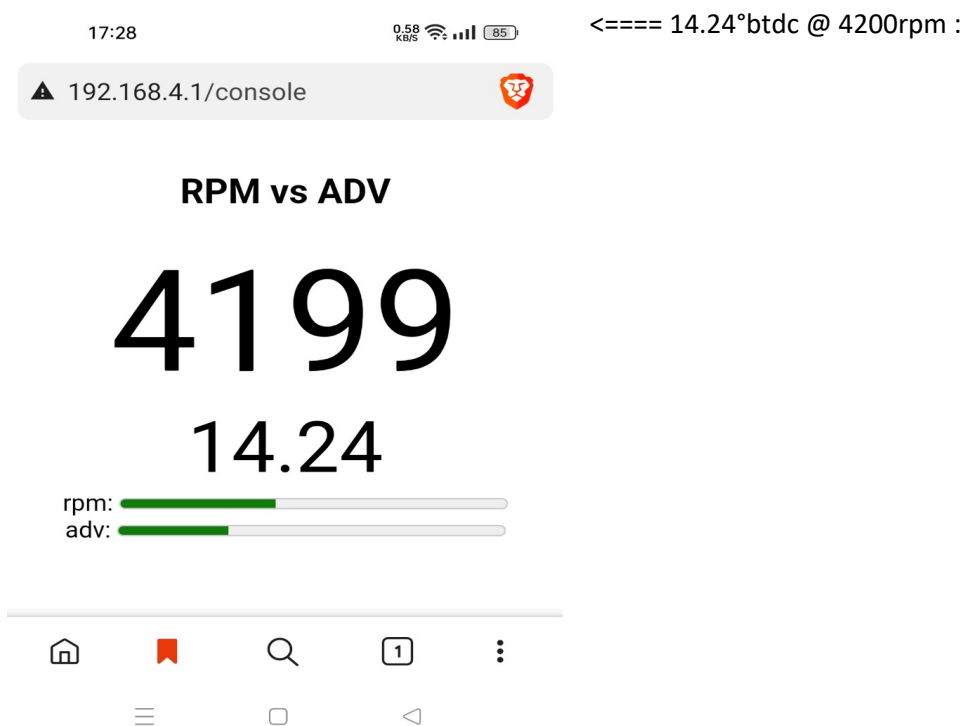 17:28
0.58 KB/S
85
<==== 14.24°btdc @ 4200rpm :
192.168.4.1/console
RPM vs ADV
4199
14.24
rpm:
adv:
1